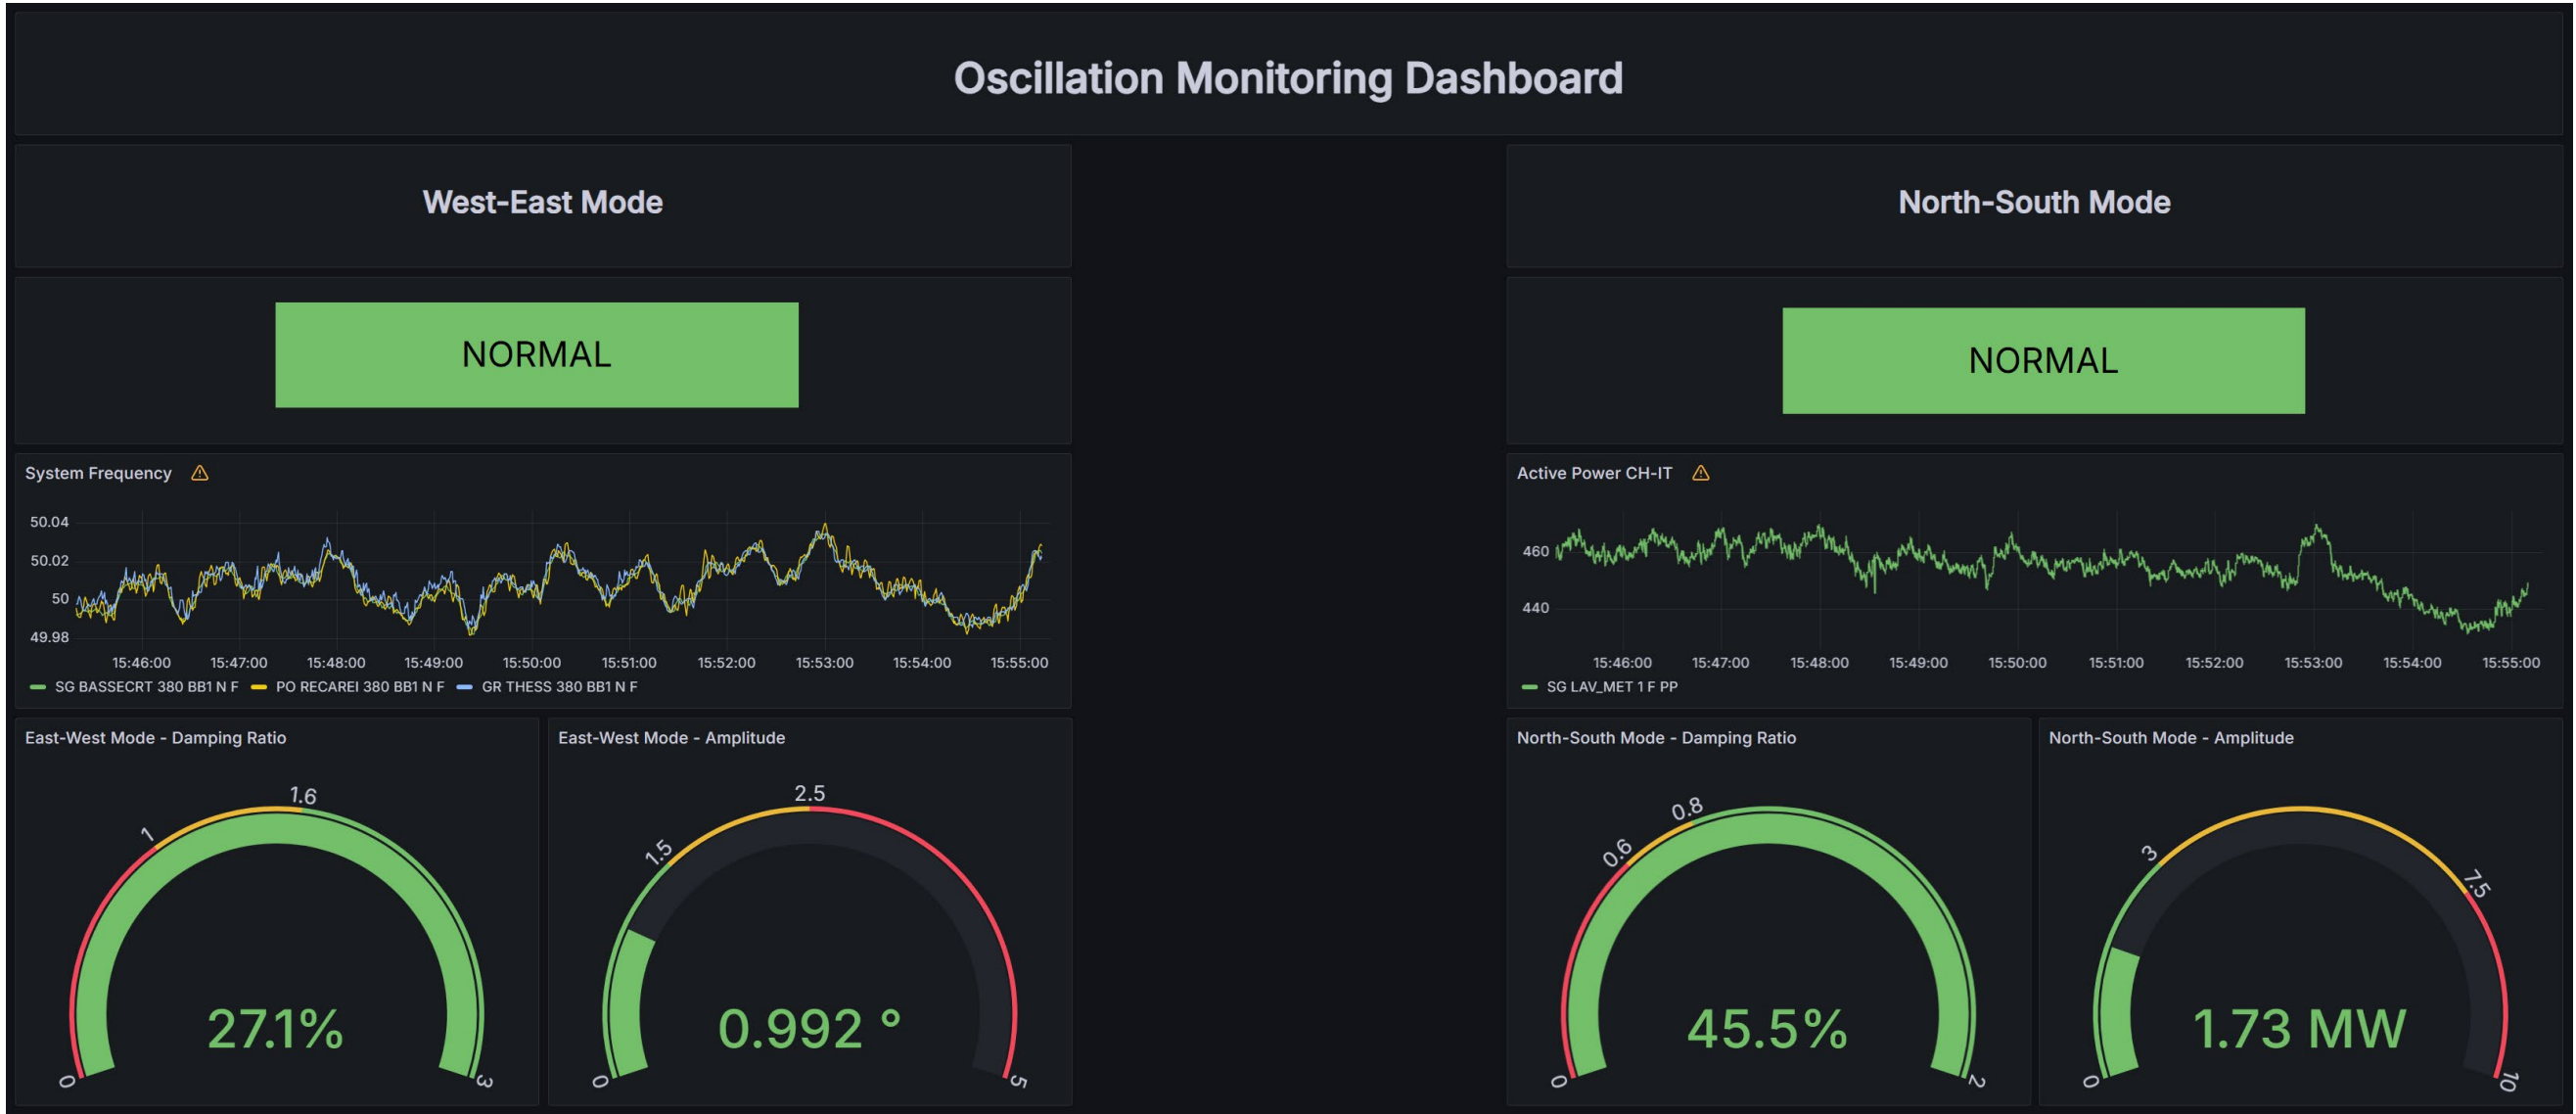 Oscillation Monitoring Dashboard
West-East Mode
North-South Mode
NORMAL
NORMAL
System Frequency
50.04
50.02
50
49.98
15:46:00 15:47:00 15:48:00 15:49:00 15:50:00 15:51:00 15:52:00 15:53:00 15:54:00 15:55:00
SG BASSECRT 380 BB1 N F PO RECAREI 380 BB1 N F GR THESS 380 BB1 N F
Active Power CH-IT
460
440
15:46:00 15:47:00 15:48:00 15:49:00 15:50:00 15:51:00 15:52:00 15:53:00 15:54:00 15:55:00
SG LAV_MET 1 F PP
East-West Mode - Damping Ratio
0 1 1.6 3
27.1%
East-West Mode - Amplitude
0 1.5 2.5 5
0.992 °
North-South Mode - Damping Ratio
0 0.6 0.8 2
45.5%
North-South Mode - Amplitude
0 3 7.5 10
1.73 MW